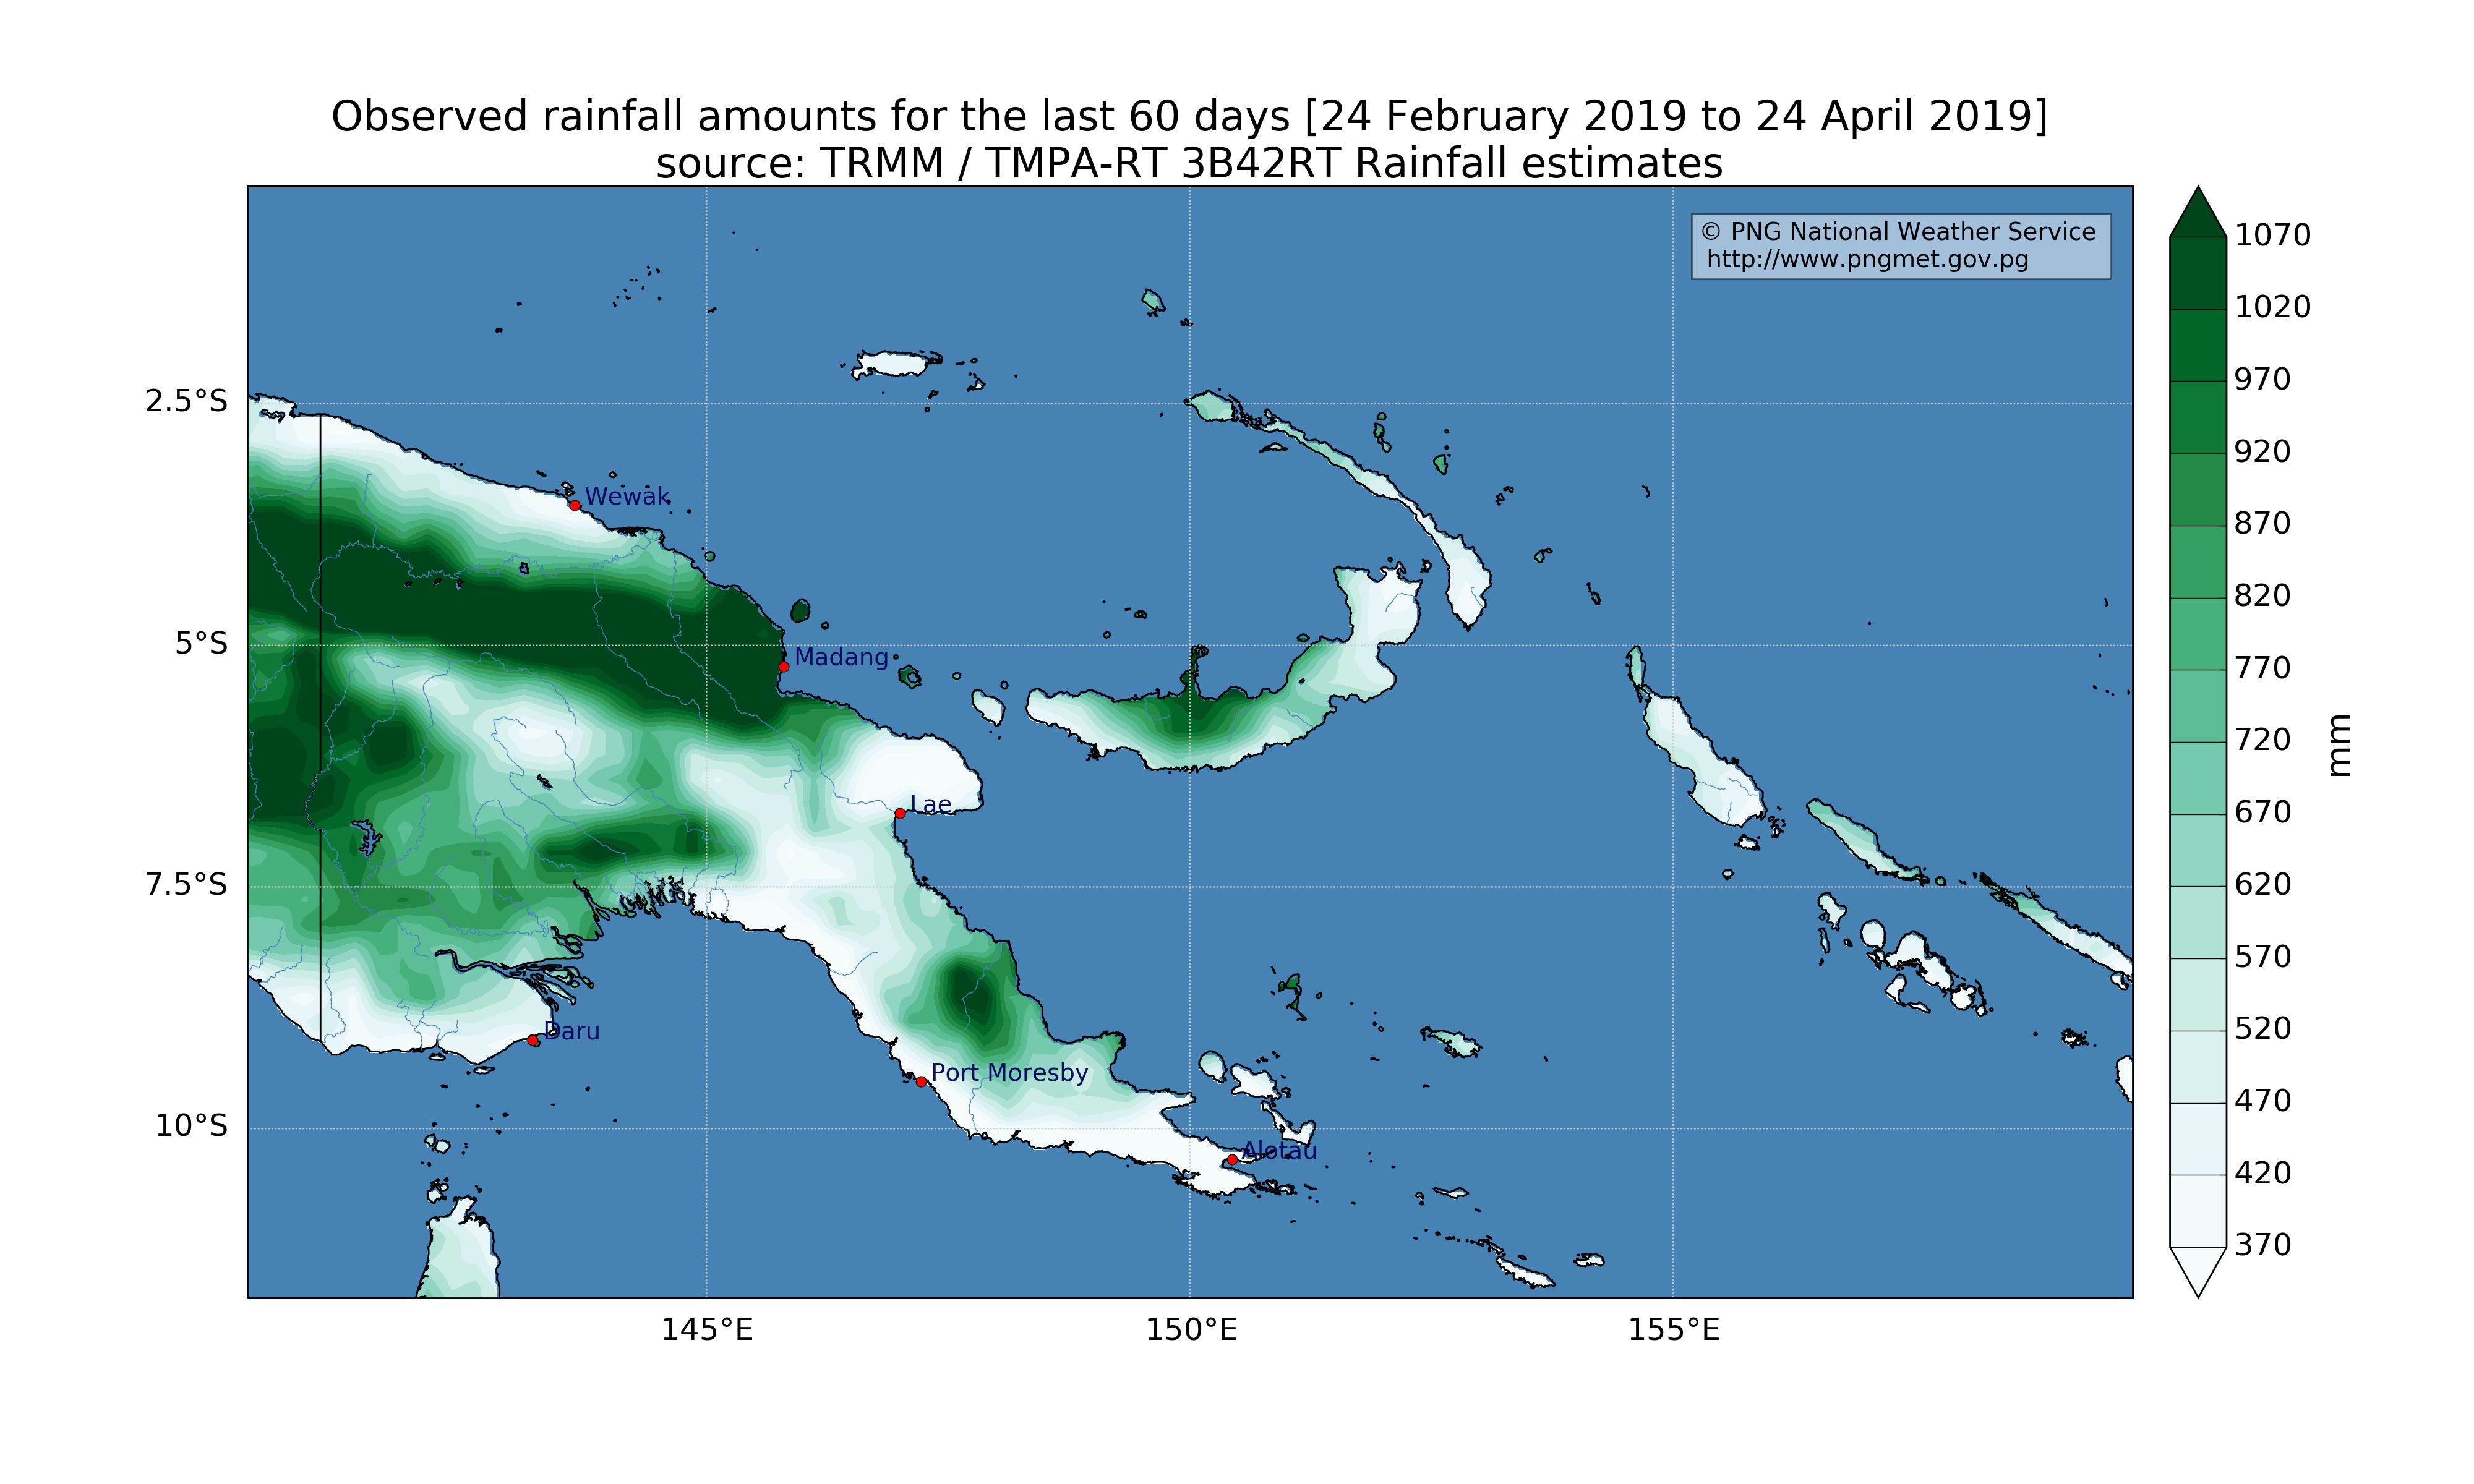 Observed rainfall amounts for the last 60 days [24 February 2019 to 24 April 2019]
source: TRMM / TMPA-RT 3B42RT Rainfall estimates
© PNG National Weather Service
http://www.pngmet.gov.pg
1070
1020
970
920
870
820
770
720
670
620
570
520
470
420
370
mm
2.5°S
5°S
7.5°S
10°S
Wewak
Madang
Lae
Daru
Port Moresby
Alotau
145°E
150°E
155°E